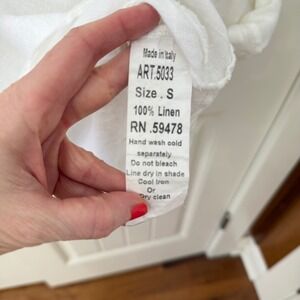 Made in Italy
ART.5033
Size . S
100% Linen
RN .59478
Hand wash cold
separately
Do not bleach
Line dry in shade
Cool Iron
Or
Dry clean